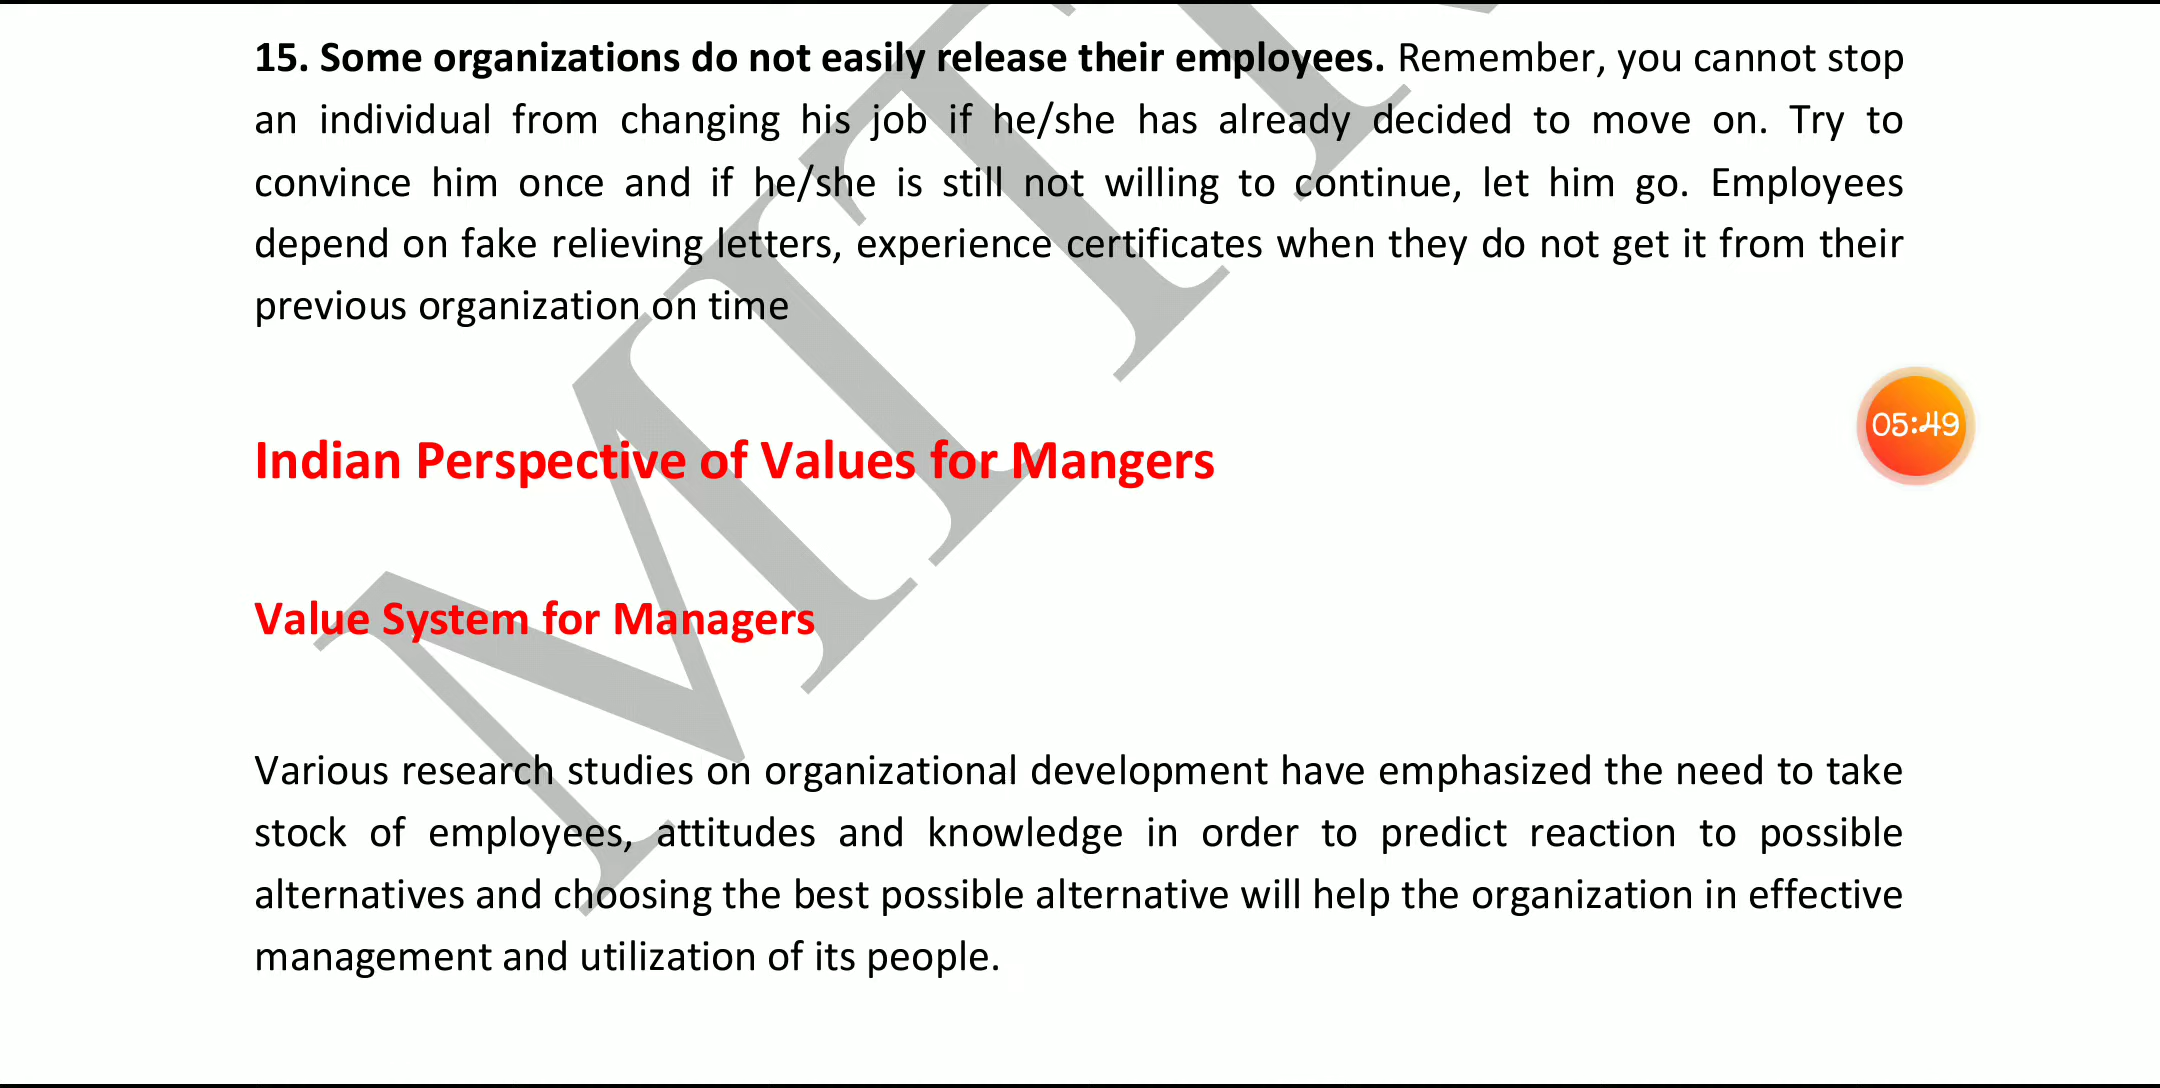 15. Some organizations do not easily release their employees. Remember, you cannot stop
an individual from changing his job if he/she has already decided to move on. Try to
convince him once and if he/she is still not willing to continue, let him go. Employees
depend on fake relieving letters, experience certificates when they do not get it from their
previous organization on time
05:49
Indian Perspective of Values for Mangers
Value System for Managers
Various research studies on organizational development have emphasized the need to take
stock of employees, attitudes and knowledge in order to predict reaction to possible
alternatives and choosing the best possible alternative will help the organization in effective
management and utilization of its people.